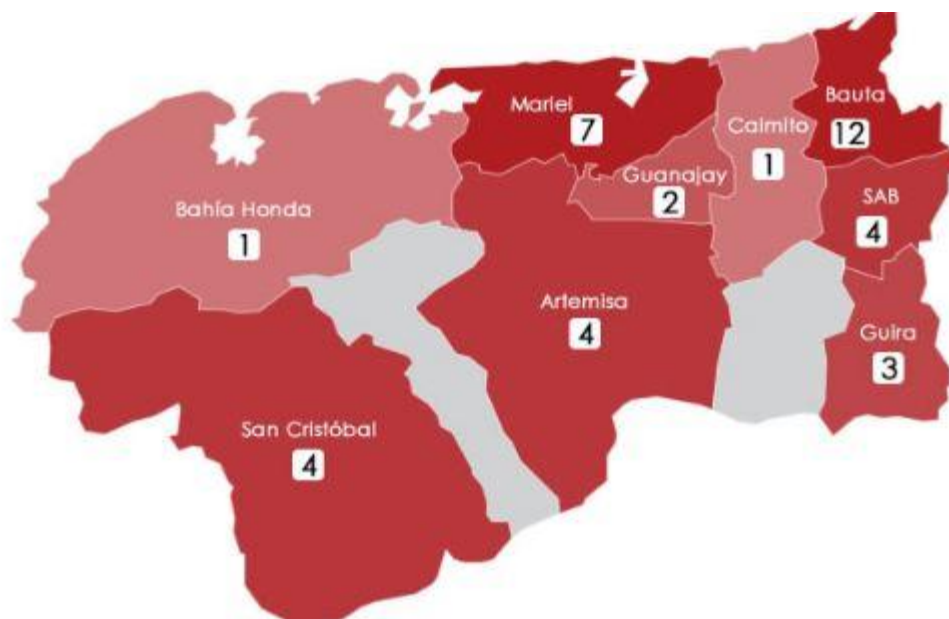 Mariel
7
Caimito
1
Bauta
12
Guanajay
2
SAB
4
Bahía Honda
1
Artemisa
4
Guira
3
San Cristóbal
4